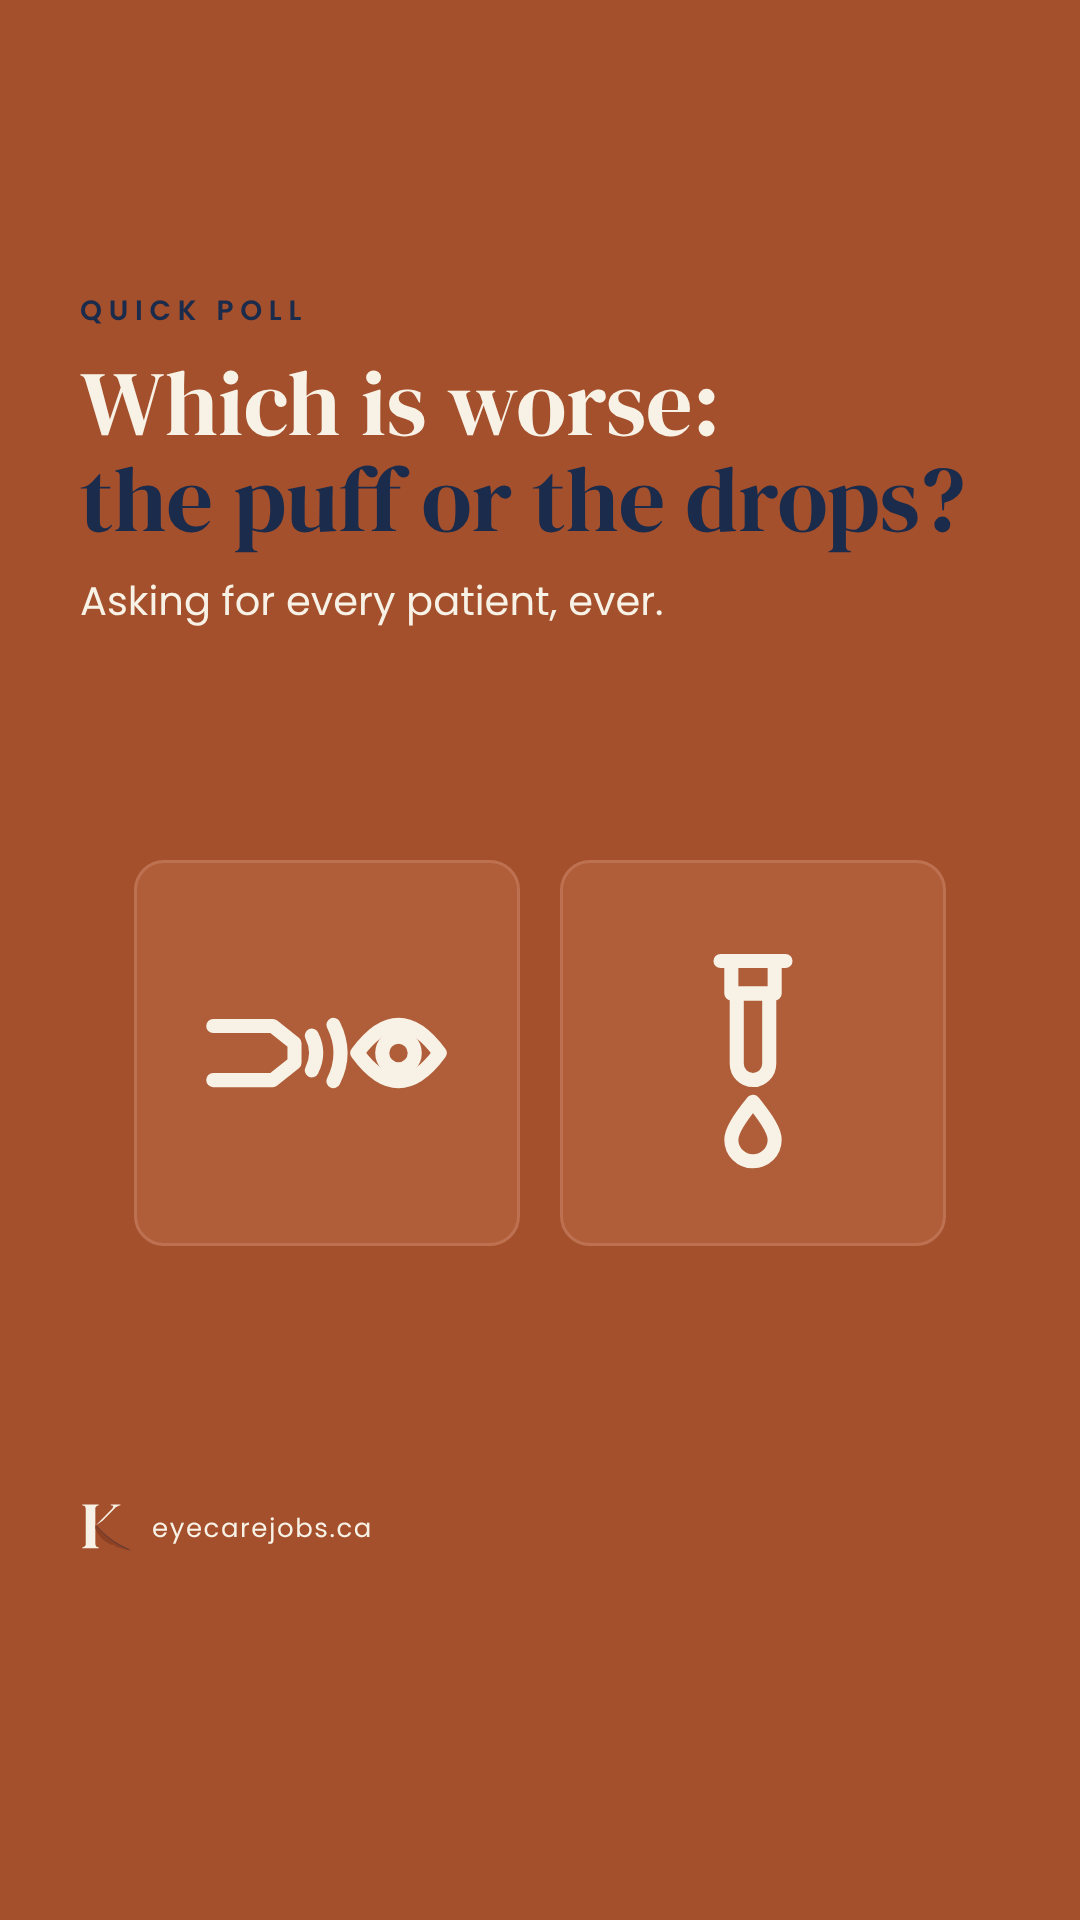 QUICK POLL
Which is worse:
the puff or the drops?
Asking for every patient, ever.
K eyecarejobs.ca